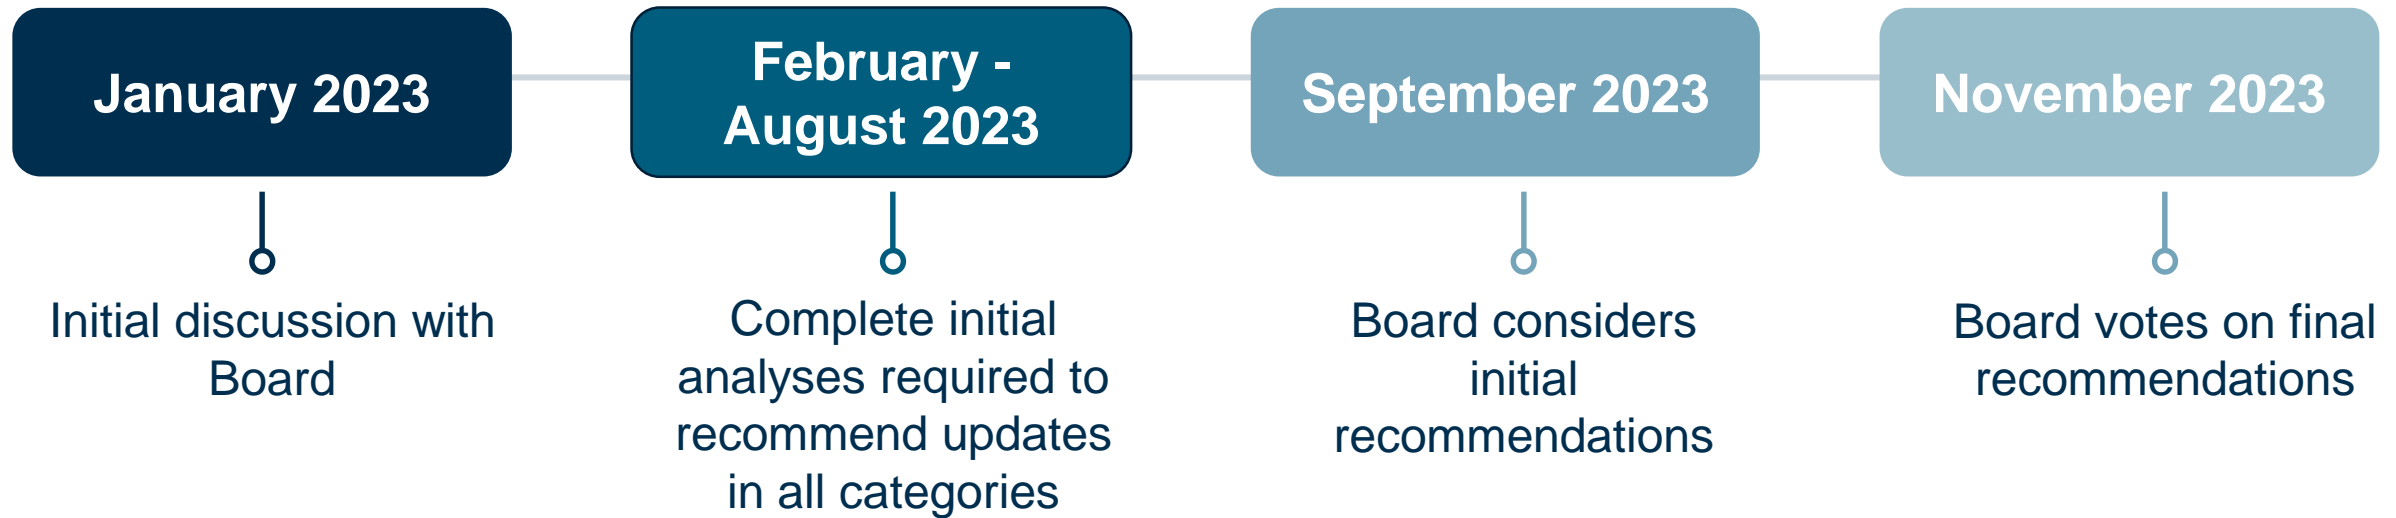 January 2023
February -
August 2023
September 2023
November 2023
Initial discussion with
Board
Complete initial
analyses required to
recommend updates
in all categories
Board considers
initial
recommendations
Board votes on final
recommendations